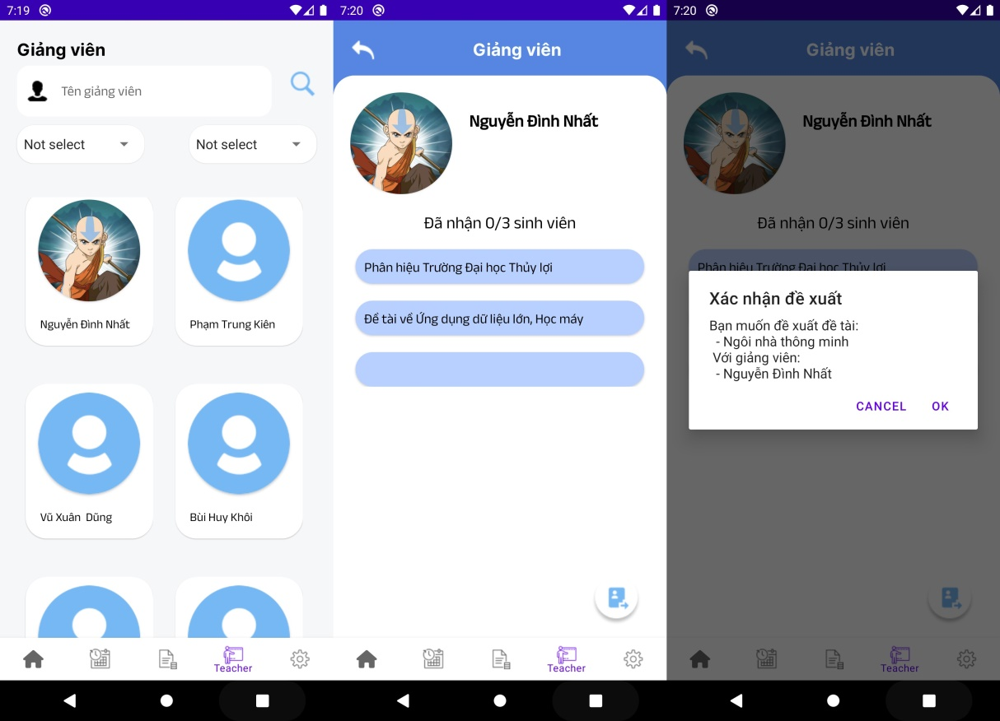 7:19
Giảng viên
Tên giảng viên
Not select
Not select
Nguyễn Đình Nhất
Phạm Trung Kiên
Vũ Xuân  Dũng
Bùi Huy Khôi
Teacher
7:20
Giảng viên
Nguyễn Đình Nhất
Đã nhận 0/3 sinh viên
Phân hiệu Trường Đại học Thủy lợi
Đề tài về Ứng dụng dữ liệu lớn, Học máy
Teacher
7:20
Giảng viên
Nguyễn Đình Nhất
Đã nhận 0/3 sinh viên
Phân hiệu Trường Đại học Thủy lợi
Xác nhận đề xuất
Bạn muốn đề xuất đề tài:
- Ngôi nhà thông minh
Với giảng viên:
- Nguyễn Đình Nhất
CANCEL
OK
Teacher